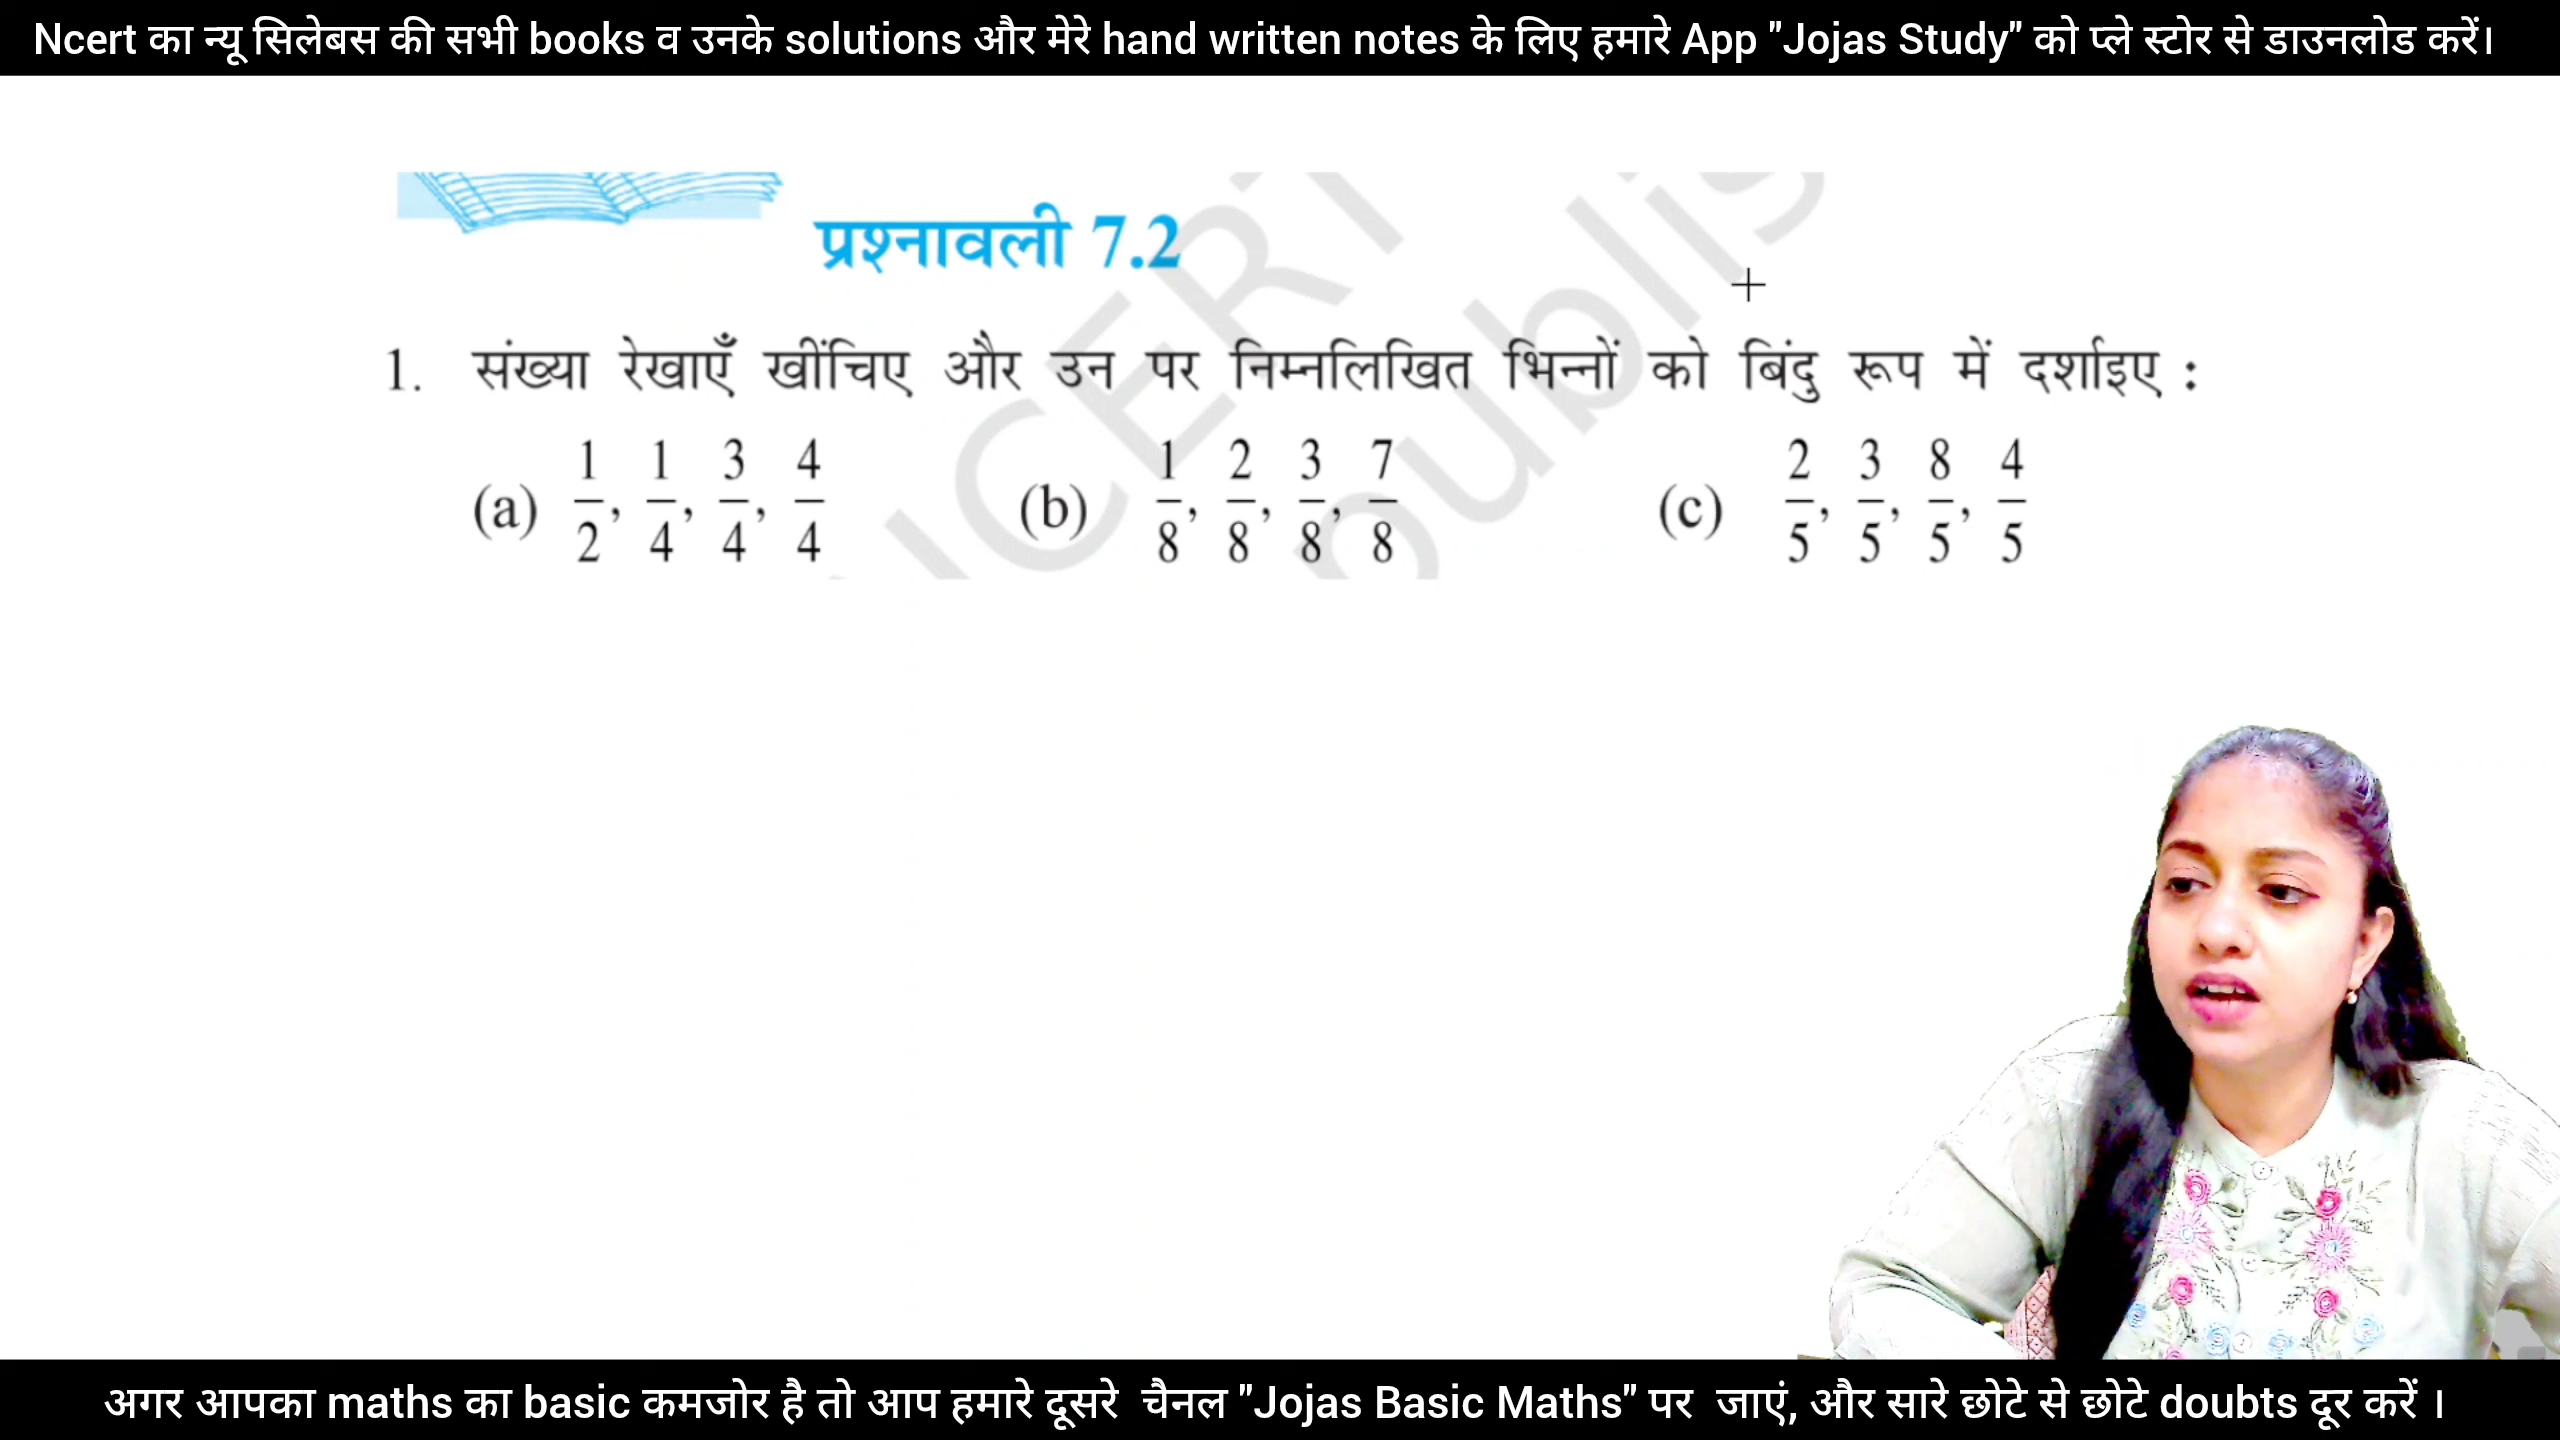 Ncert का न्यू सिलेबस की सभी books व उनके solutions और मेरे hand written notes के लिए हमारे App "Jojas Study" को प्ले स्टोर से डाउनलोड करें।
प्रश्नावली 7.2
1. संख्या रेखाएँ खींचिए और उन पर निम्नलिखित भिन्नों को बिंदु रूप में दर्शाइए :
(a) 1/2, 1/4, 3/4, 4/4 (b) 1/8, 2/8, 3/8, 7/8 (c) 2/5, 3/5, 8/5, 4/5
NCERT
publis
अगर आपका maths का basic कमजोर है तो आप हमारे दूसरे चैनल "Jojas Basic Maths" पर जाएं, और सारे छोटे से छोटे doubts दूर करें ।